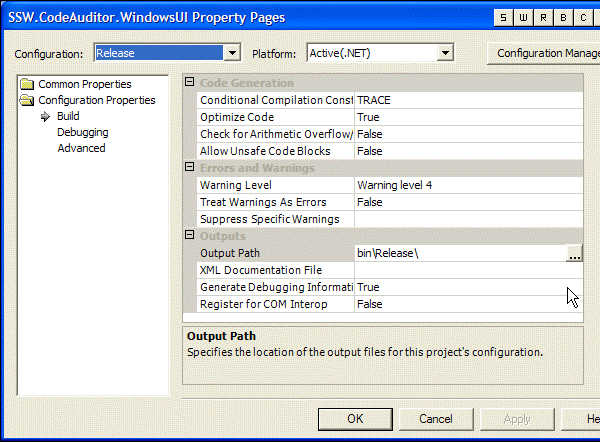 SSW.CodeAuditor.WindowsUI Property Pages S W R B C
Configuration: Release Platform: Active(.NET) Configuration Manage
Common Properties
Configuration Properties
Build
Debugging
Advanced
Code Generation
Conditional Compilation Const TRACE
Optimize Code True
Check for Arithmetic Overflow/ False
Allow Unsafe Code Blocks False
Errors and Warnings
Warning Level Warning level 4
Treat Warnings As Errors False
Suppress Specific Warnings
Outputs
Output Path bin\Release\ ...
XML Documentation File
Generate Debugging Informati True
Register for COM Interop False
Output Path
Specifies the location of the output files for this project's configuration.
OK Cancel Apply He